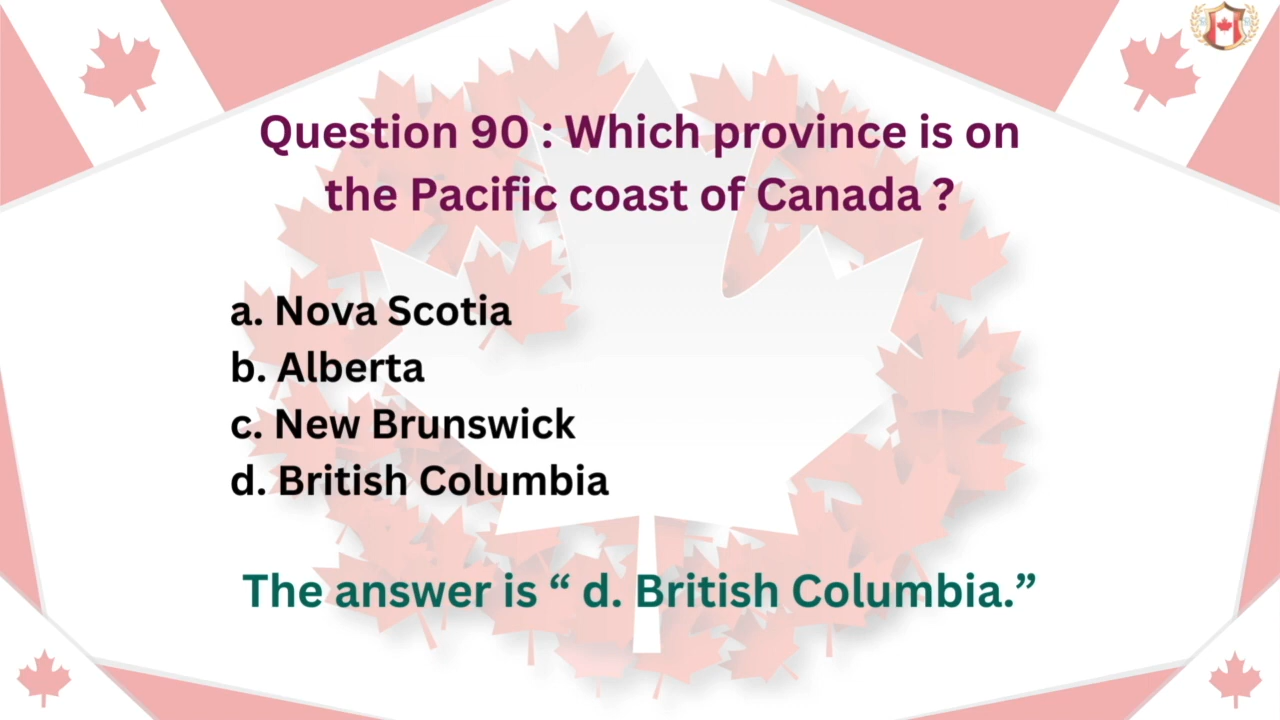 Question 90 : Which province is on
the Pacific coast of Canada ?
a. Nova Scotia
b. Alberta
c. New Brunswick
d. British Columbia
The answer is “ d. British Columbia.”